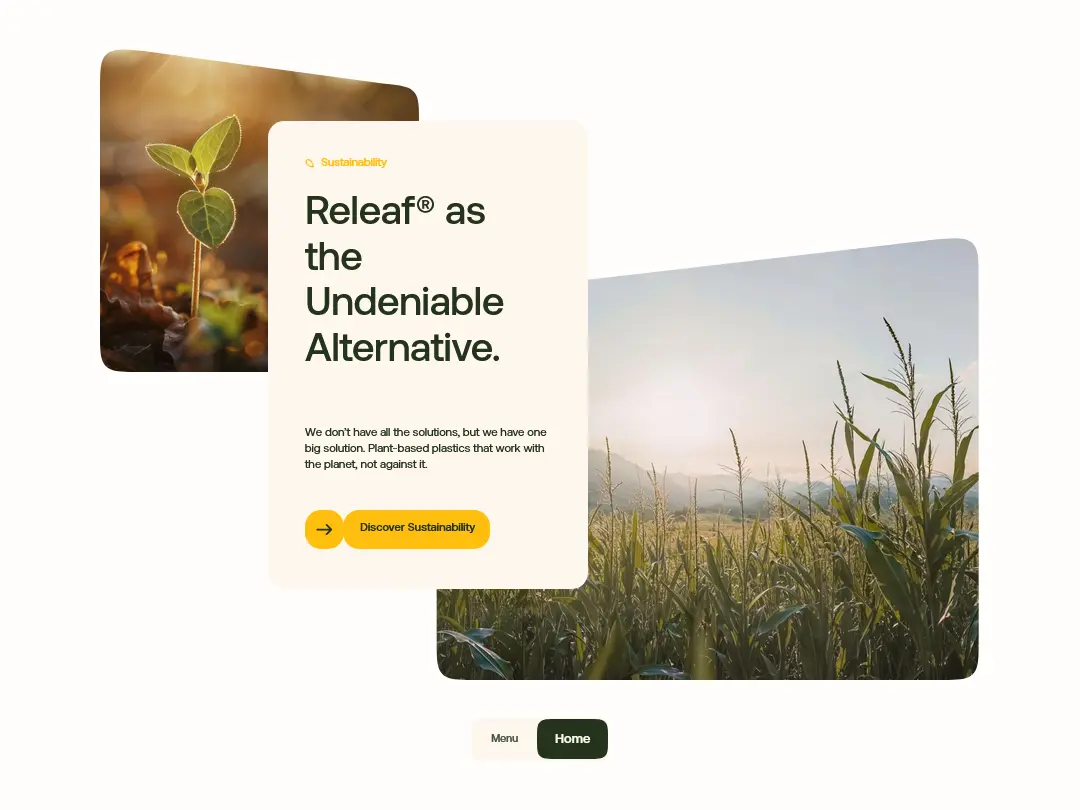 Sustainability
Releaf® as
the
Undeniable
Alternative.
We don't have all the solutions, but we have one
big solution. Plant-based plastics that work with
the planet, not against it.
Discover Sustainability
Menu
Home